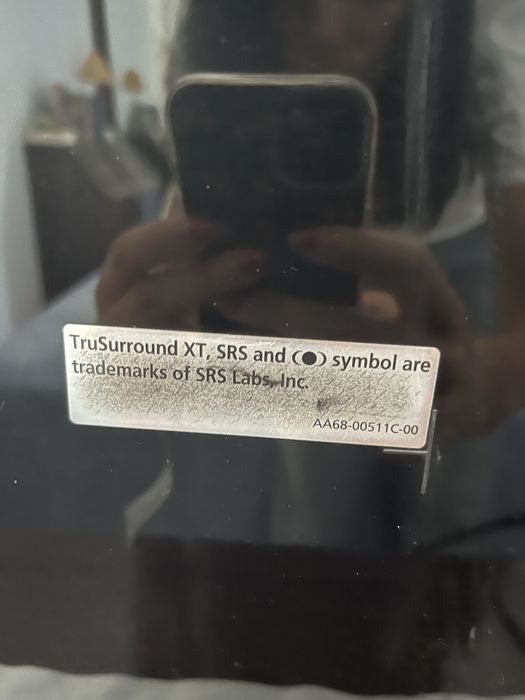 TruSurround XT, SRS and (●) symbol are
trademarks of SRS Labs, Inc.
AA68-00511C-00